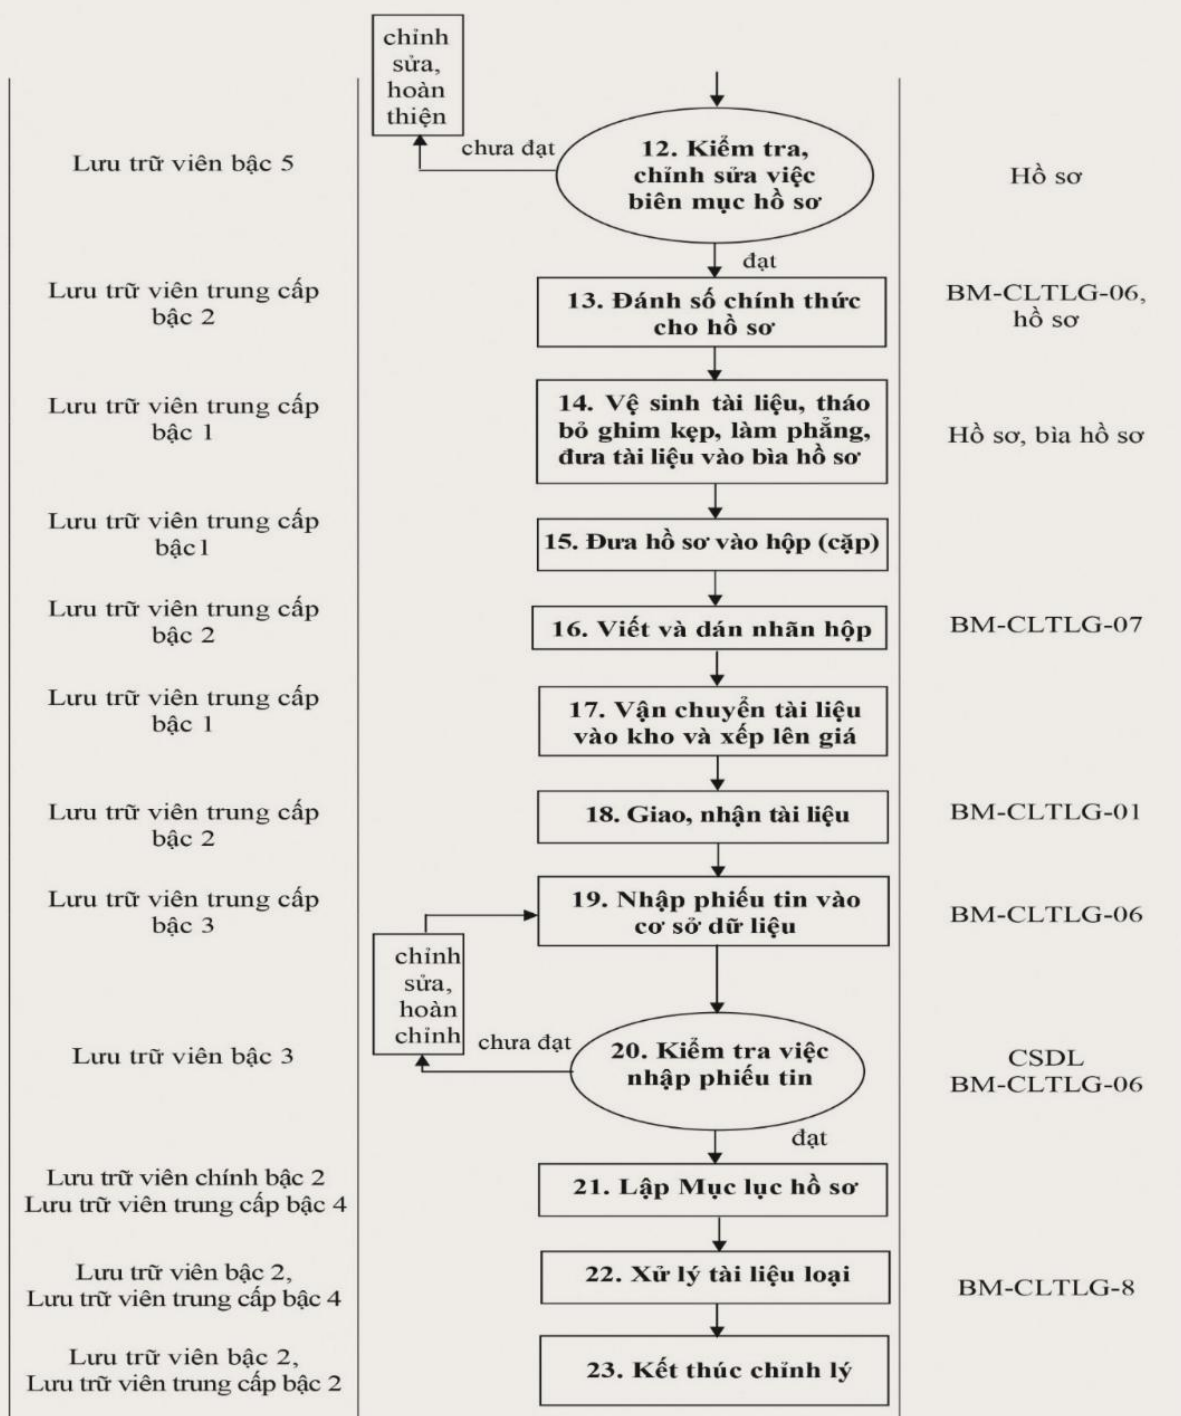 chỉnh
sửa,
hoàn
thiện
Lưu trữ viên bậc 5
chưa đạt
12. Kiểm tra,
chỉnh sửa việc
biên mục hồ sơ
Hồ sơ
đạt
Lưu trữ viên trung cấp
bậc 2
13. Đánh số chính thức
cho hồ sơ
BM-CLTLG-06,
hồ sơ
Lưu trữ viên trung cấp
bậc 1
14. Vệ sinh tài liệu, tháo
bỏ ghim kẹp, làm phẳng,
đưa tài liệu vào bìa hồ sơ
Hồ sơ, bìa hồ sơ
Lưu trữ viên trung cấp
bậc1
15. Đưa hồ sơ vào hộp (cặp)
Lưu trữ viên trung cấp
bậc 2
16. Viết và dán nhãn hộp
BM-CLTLG-07
Lưu trữ viên trung cấp
bậc 1
17. Vận chuyển tài liệu
vào kho và xếp lên giá
Lưu trữ viên trung cấp
bậc 2
18. Giao, nhận tài liệu
BM-CLTLG-01
Lưu trữ viên trung cấp
bậc 3
19. Nhập phiếu tin vào
cơ sở dữ liệu
BM-CLTLG-06
chỉnh
sửa,
hoàn
chỉnh
Lưu trữ viên bậc 3
chưa đạt
20. Kiểm tra việc
nhập phiếu tin
CSDL
BM-CLTLG-06
đạt
Lưu trữ viên chính bậc 2
Lưu trữ viên trung cấp bậc 4
21. Lập Mục lục hồ sơ
Lưu trữ viên bậc 2,
Lưu trữ viên trung cấp bậc 4
22. Xử lý tài liệu loại
BM-CLTLG-8
Lưu trữ viên bậc 2,
Lưu trữ viên trung cấp bậc 2
23. Kết thúc chỉnh lý